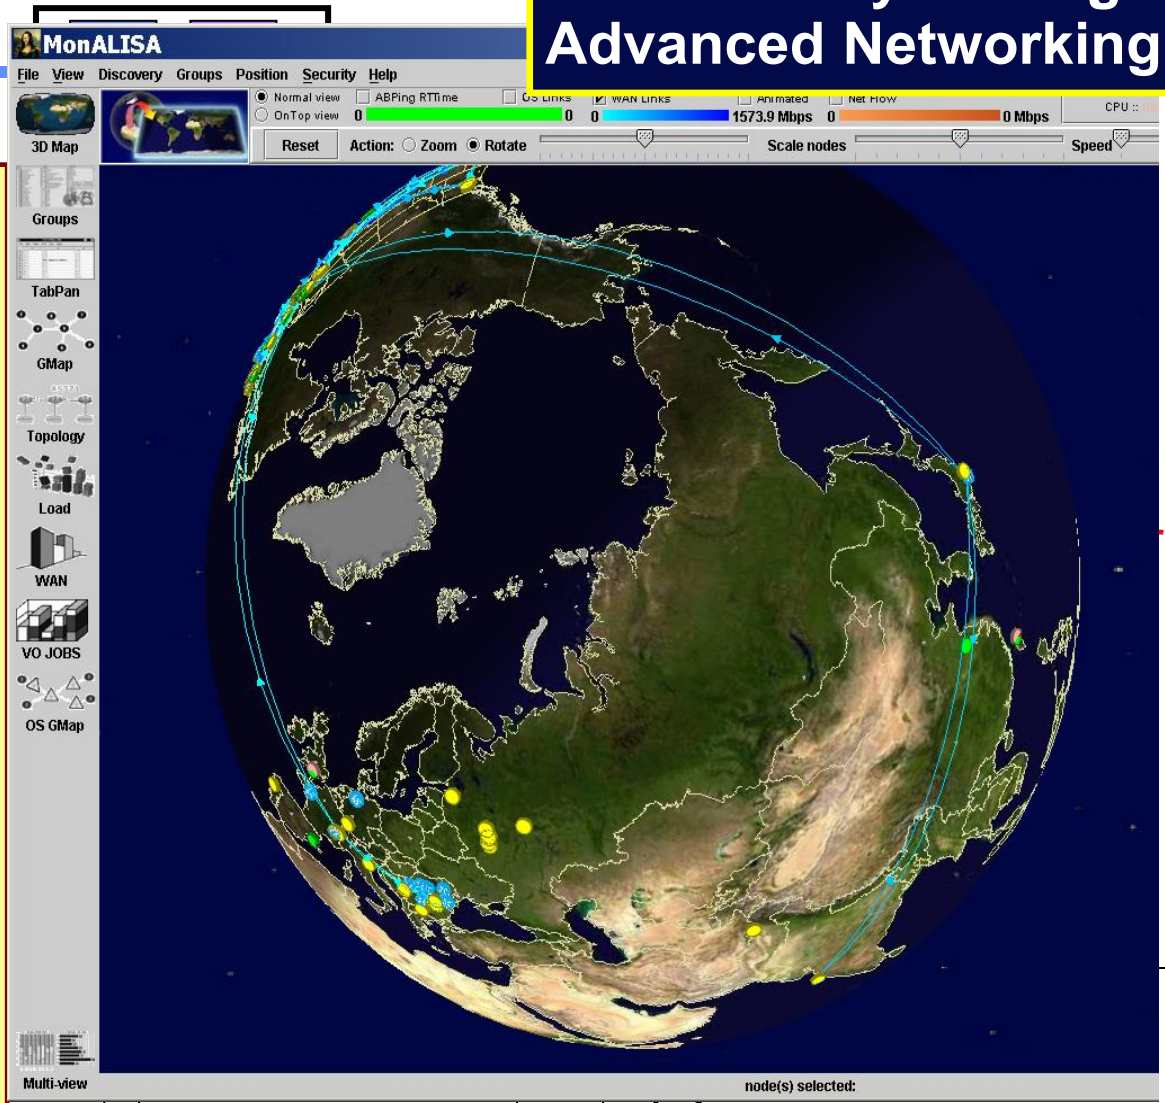 Advanced Networking
MonALISA
File View Discovery Groups Position Security Help
Normal view ABPing RTTime OS Links WAN Links Animated Net Flow
OnTop view 0 0 0 1573.9 Mbps 0 0 Mbps
CPU ::
Reset Action: Zoom Rotate Scale nodes Speed
3D Map
Groups
TabPan
GMap
Topology
Load
WAN
VO JOBS
OS GMap
Multi-view
node(s) selected: